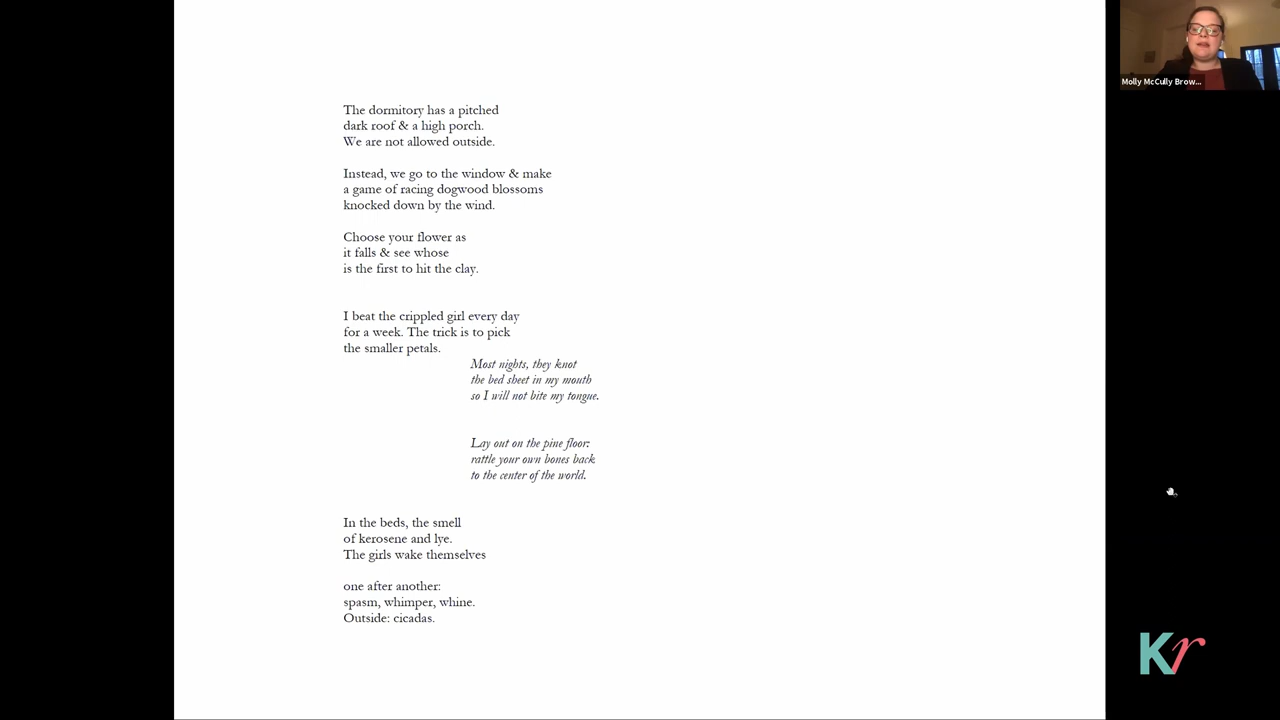 The dormitory has a pitched
dark roof & a high porch.
We are not allowed outside.
Instead, we go to the window & make
a game of racing dogwood blossoms
knocked down by the wind.
Choose your flower as
it falls & see whose
is the first to hit the clay.
I beat the crippled girl every day
for a week. The trick is to pick
the smaller petals.
Most nights, they knot
the bed sheet in my mouth
so I will not bite my tongue.
Lay out on the pine floor:
rattle your own bones back
to the center of the world.
In the beds, the smell
of kerosene and lye.
The girls wake themselves
one after another:
spasm, whimper, whine.
Outside: cicadas.
Molly McCully Brow...
Kr